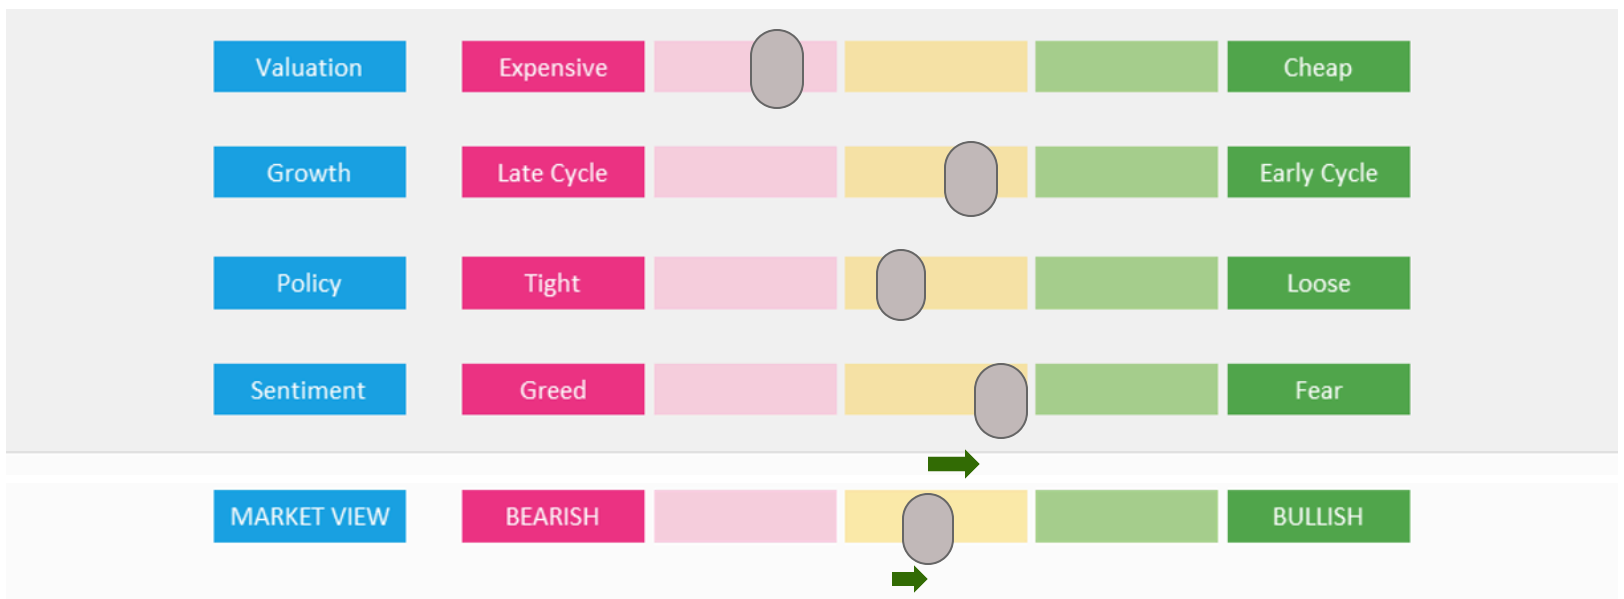 Valuation Expensive Cheap
Growth Late Cycle Early Cycle
Policy Tight Loose
Sentiment Greed Fear
MARKET VIEW BEARISH BULLISH